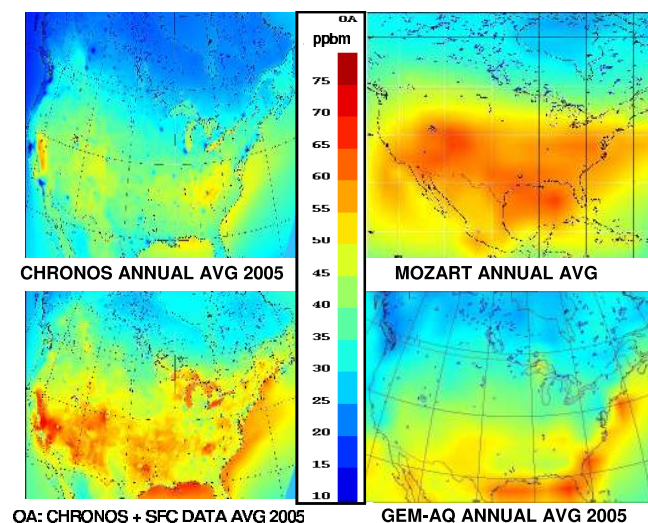 OA
ppbm
75
70
65
60
55
50
45
40
35
30
25
20
15
10
CHRONOS ANNUAL AVG 2005
MOZART ANNUAL AVG
OA: CHRONOS + SFC DATA AVG 2005
GEM-AQ ANNUAL AVG 2005